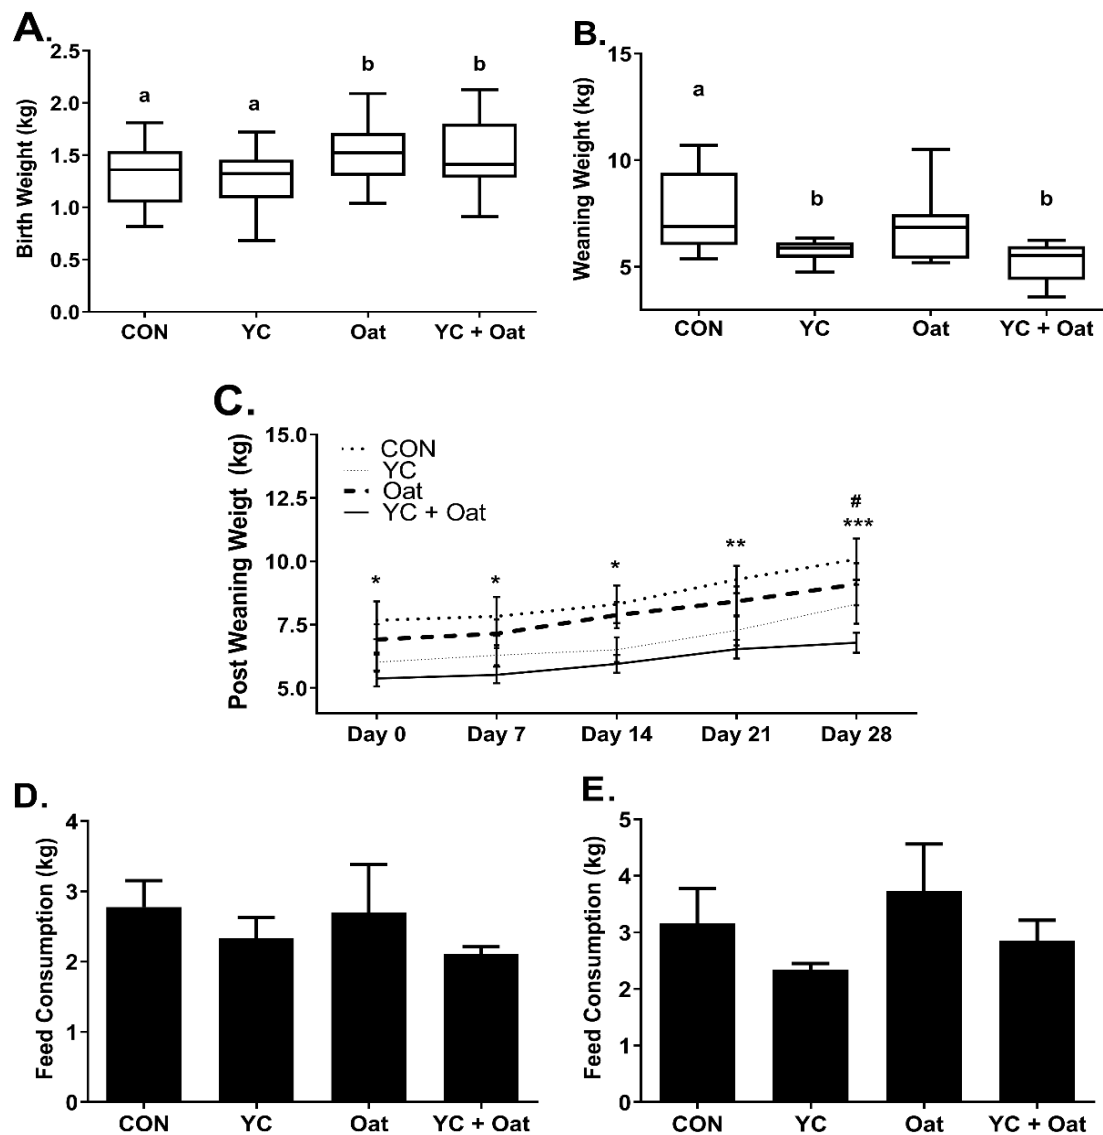 A.
Birth Weight (kg)
2.5
2.0
1.5
1.0
0.5
0.0
a
a
b
b
CON YC Oat YC + Oat
B.
Weaning Weight (kg)
15
10
5
a
b
b
CON YC Oat YC + Oat
C.
Post Weaning Weigt (kg)
15.0
12.5
10.0
7.5
5.0
CON
YC
Oat
YC + Oat
*
*
*
**
#
***
Day 0 Day 7 Day 14 Day 21 Day 28
D.
Feed Consumption (kg)
4
3
2
1
0
CON YC Oat YC + Oat
E.
Feed Consumption (kg)
5
4
3
2
1
0
CON YC Oat YC + Oat